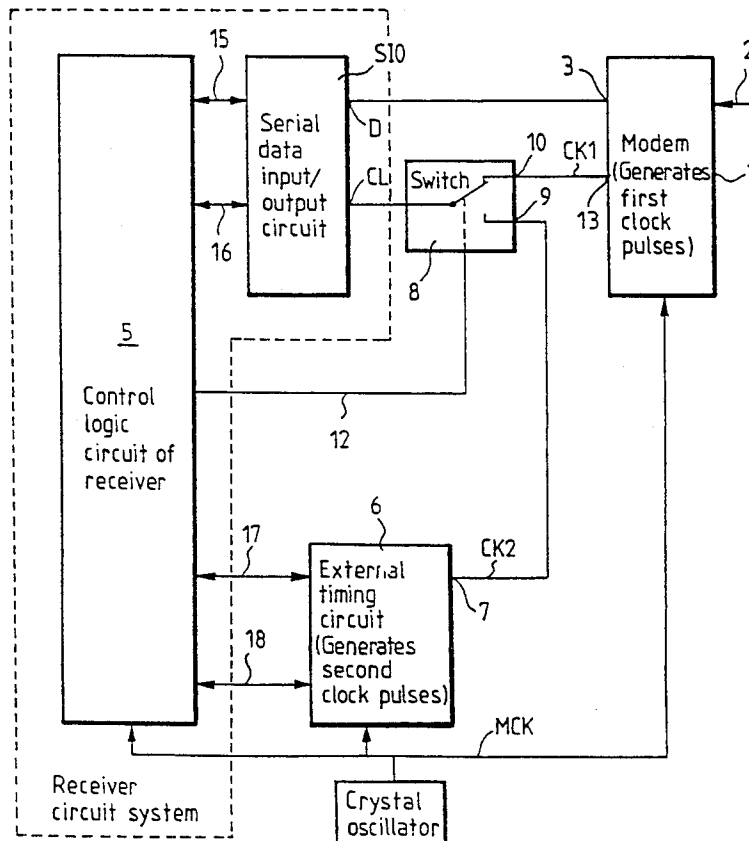 15
SIO
3
2
Serial
data
input/
output
circuit
D
CL
16
Switch
10
CK1
9
13
8
Modem
(Generates
first
clock
pulses)
5
Control
logic
circuit of
receiver
12
17
18
6
External
timing
circuit
(Generates
second
clock pulses)
CK2
7
MCK
Receiver
circuit system
Crystal
oscillator